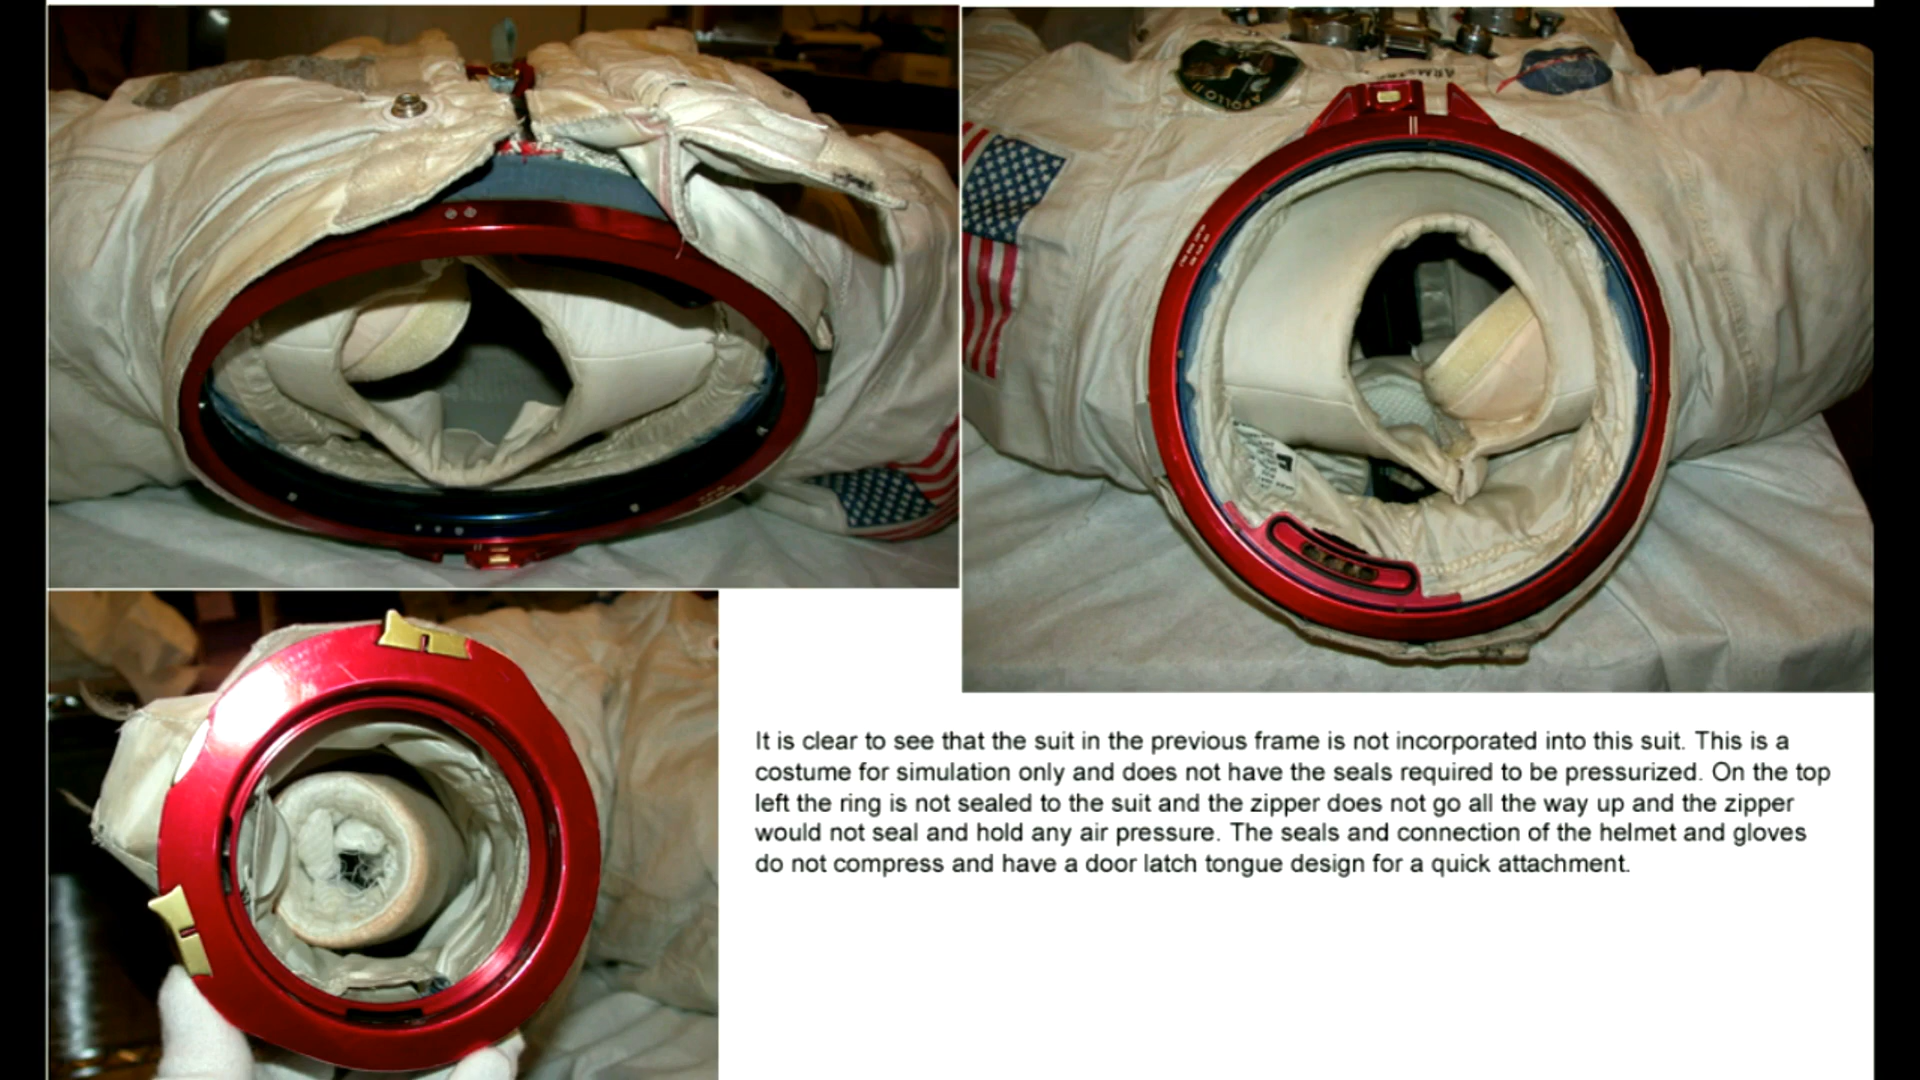 APOLLO 11
It is clear to see that the suit in the previous frame is not incorporated into this suit. This is a
costume for simulation only and does not have the seals required to be pressurized. On the top
left the ring is not sealed to the suit and the zipper does not go all the way up and the zipper
would not seal and hold any air pressure. The seals and connection of the helmet and gloves
do not compress and have a door latch tongue design for a quick attachment.